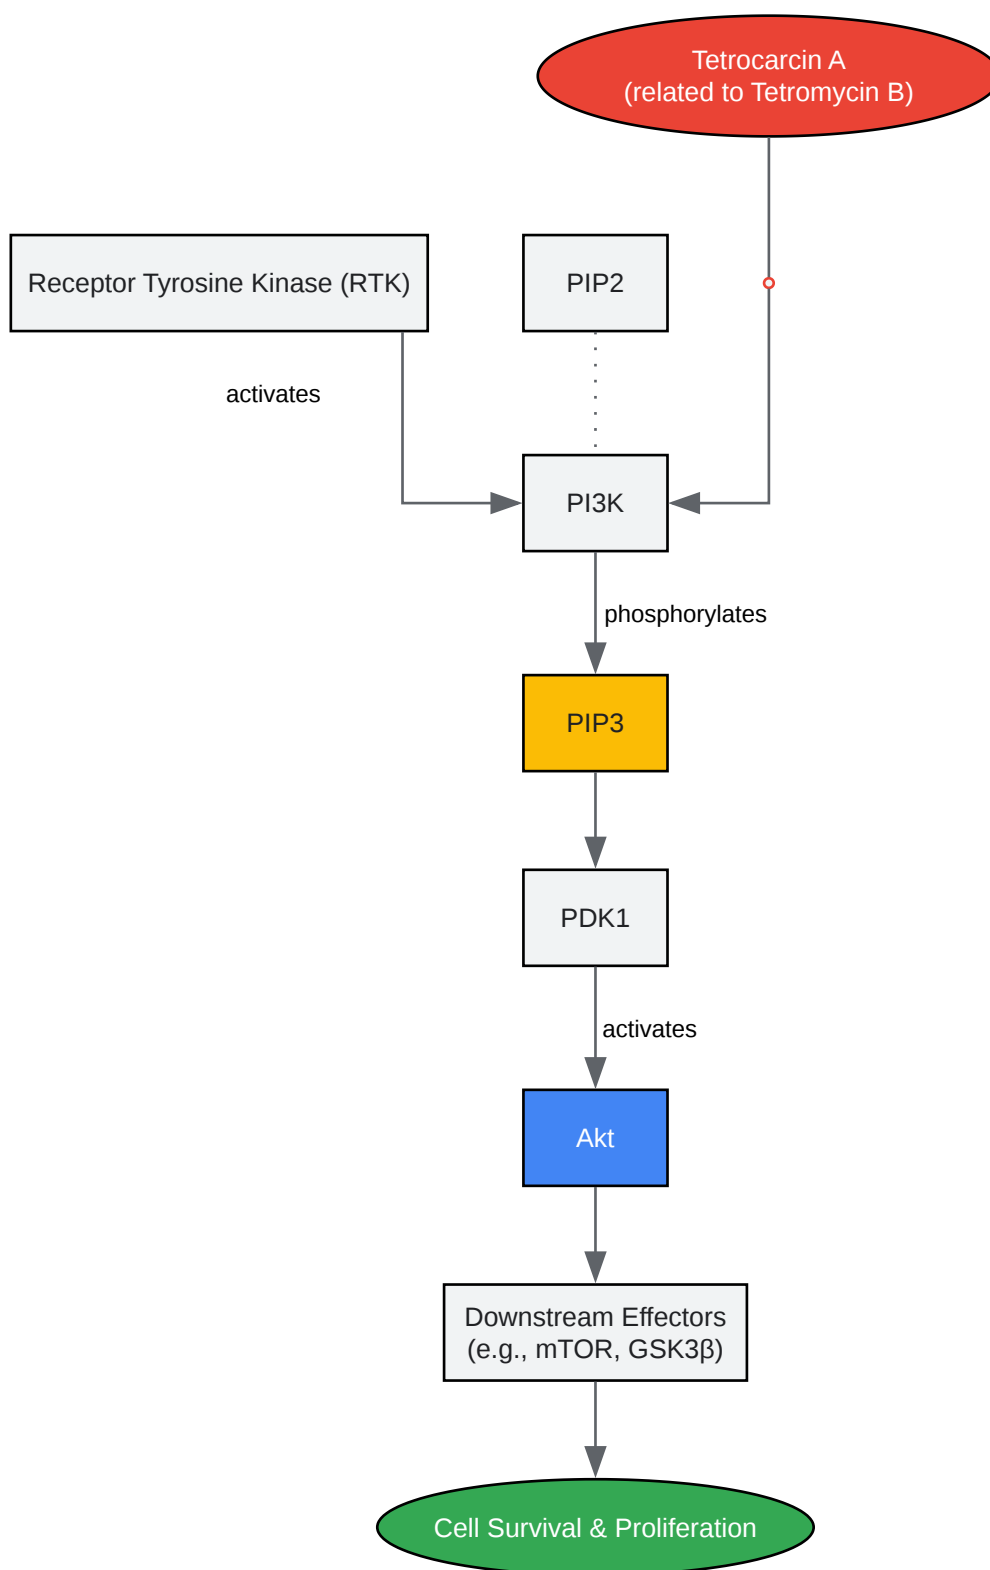 Tetrocarcin A
(related to Tetromycin B)
Receptor Tyrosine Kinase (RTK)
PIP2
activates
PI3K
phosphorylates
PIP3
PDK1
activates
Akt
Downstream Effectors
(e.g., mTOR, GSK3β)
Cell Survival & Proliferation